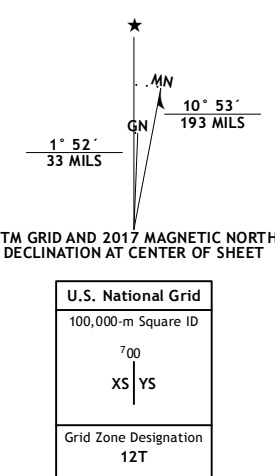 ★
MN
GN
10° 53´
193 MILS
1° 52´
33 MILS
TM GRID AND 2017 MAGNETIC NORTH
DECLINATION AT CENTER OF SHEET
U.S. National Grid
100,000-m Square ID
⁷00
XS YS
Grid Zone Designation
12T